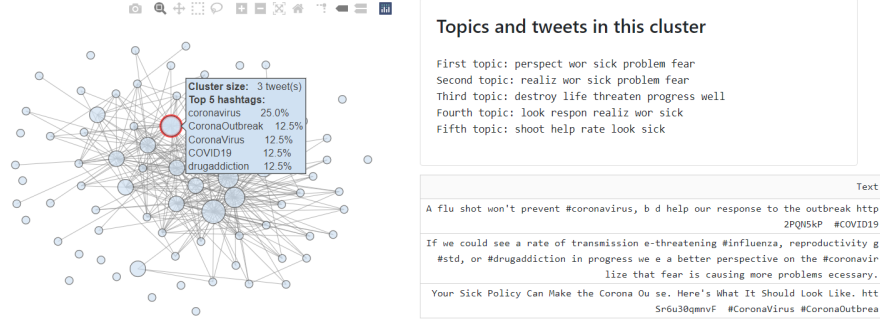 Cluster size: 3 tweet(s)
Top 5 hashtags:
coronavirus 25.0%
CoronaOutbreak 12.5%
CoronaVirus 12.5%
COVID19 12.5%
drugaddiction 12.5%
Topics and tweets in this cluster
First topic: perspect wor sick problem fear
Second topic: realiz wor sick problem fear
Third topic: destroy life threaten progress well
Fourth topic: look respon realiz wor sick
Fifth topic: shoot help rate look sick
Text
A flu shot won't prevent #coronavirus, b d help our response to the outbreak http
2PQN5kP #COVID19
If we could see a rate of transmission e-threatening #influenza, reproductivity g
#std, or #drugaddiction in progress we e a better perspective on the #coronavir
lize that fear is causing more problems ecessary.
Your Sick Policy Can Make the Corona Ou se. Here's What It Should Look Like. htt
Sr6u30qmnvF #CoronaVirus #CoronaOutbrea